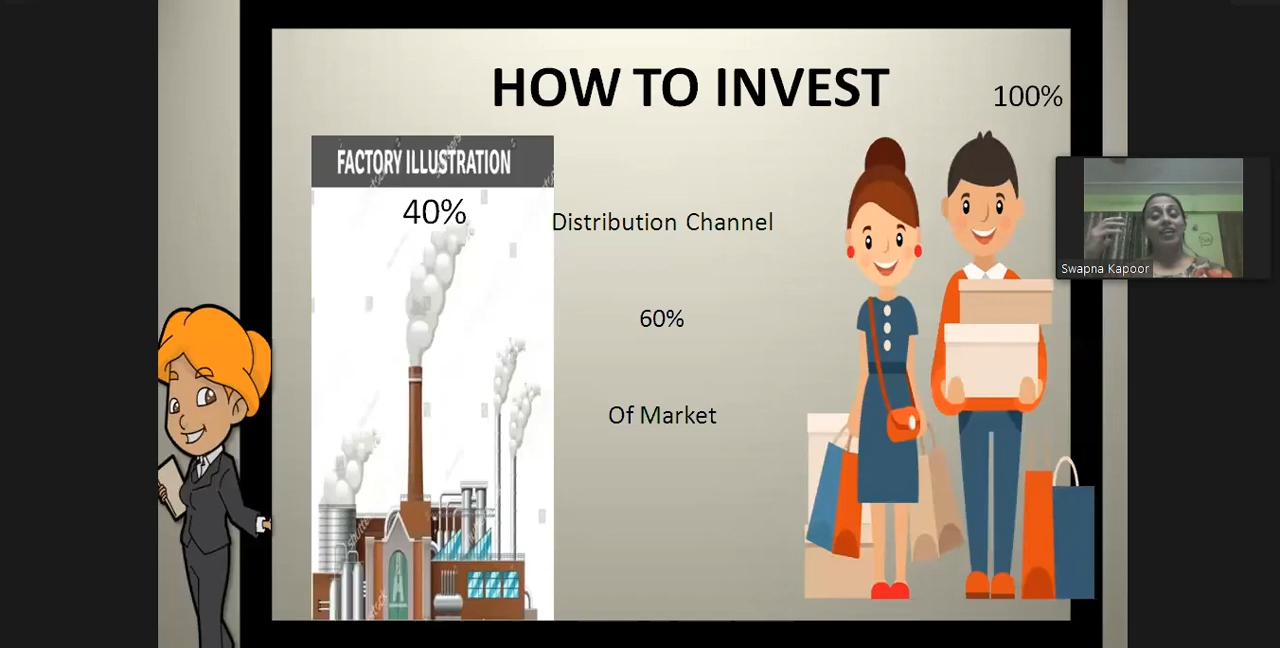 HOW TO INVEST
100%
FACTORY ILLUSTRATION
40%
Distribution Channel
60%
Of Market
Swapna Kapoor